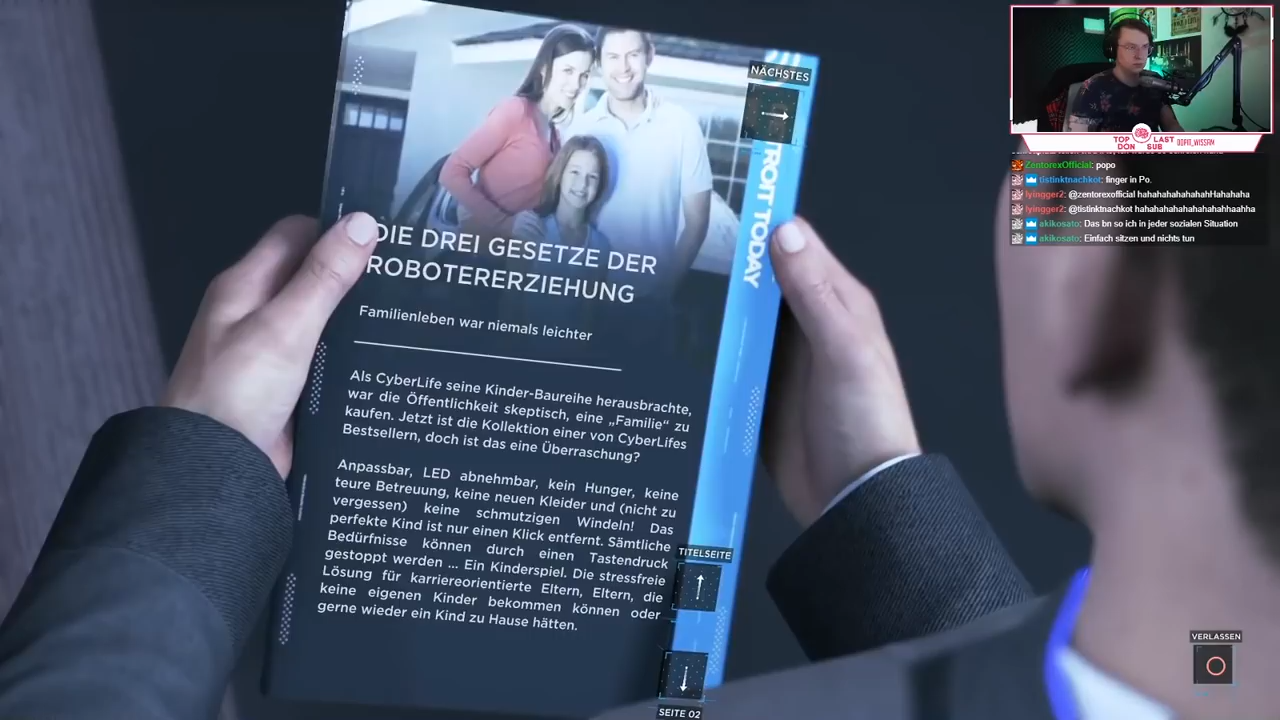 NÄCHSTES
TROIT TODAY
DIE DREI GESETZE DER
ROBOTERERZIEHUNG
Familienleben war niemals leichter
Als CyberLife seine Kinder-Baureihe herausbrachte,
war die Öffentlichkeit skeptisch, eine „Familie“ zu
kaufen. Jetzt ist die Kollektion einer von CyberLifes
Bestsellern, doch ist das eine Überraschung?
Anpassbar, LED abnehmbar, kein Hunger, keine
teure Betreuung, keine neuen Kleider und (nicht zu
vergessen) keine schmutzigen Windeln! Das
perfekte Kind ist nur einen Klick entfernt. Sämtliche
Bedürfnisse können durch einen Tastendruck
gestoppt werden ... Ein Kinderspiel. Die stressfreie
Lösung für karriereorientierte Eltern, Eltern, die
keine eigenen Kinder bekommen können oder
gerne wieder ein Kind zu Hause hätten.
TITELSEITE
SEITE 02
VERLASSEN
TOP DON
LAST SUB
ZentorexOfficial: popo
tistinktnachkot: finger in Po.
lyingger2: @zentorexofficial hahahahahahahHahahaha
lyingger2: @tistinktnachkot hahahahahahahahhaahha
akikosato: Das bn so ich in jeder sozialen Situation
akikosato: Einfach sitzen und nichts tun